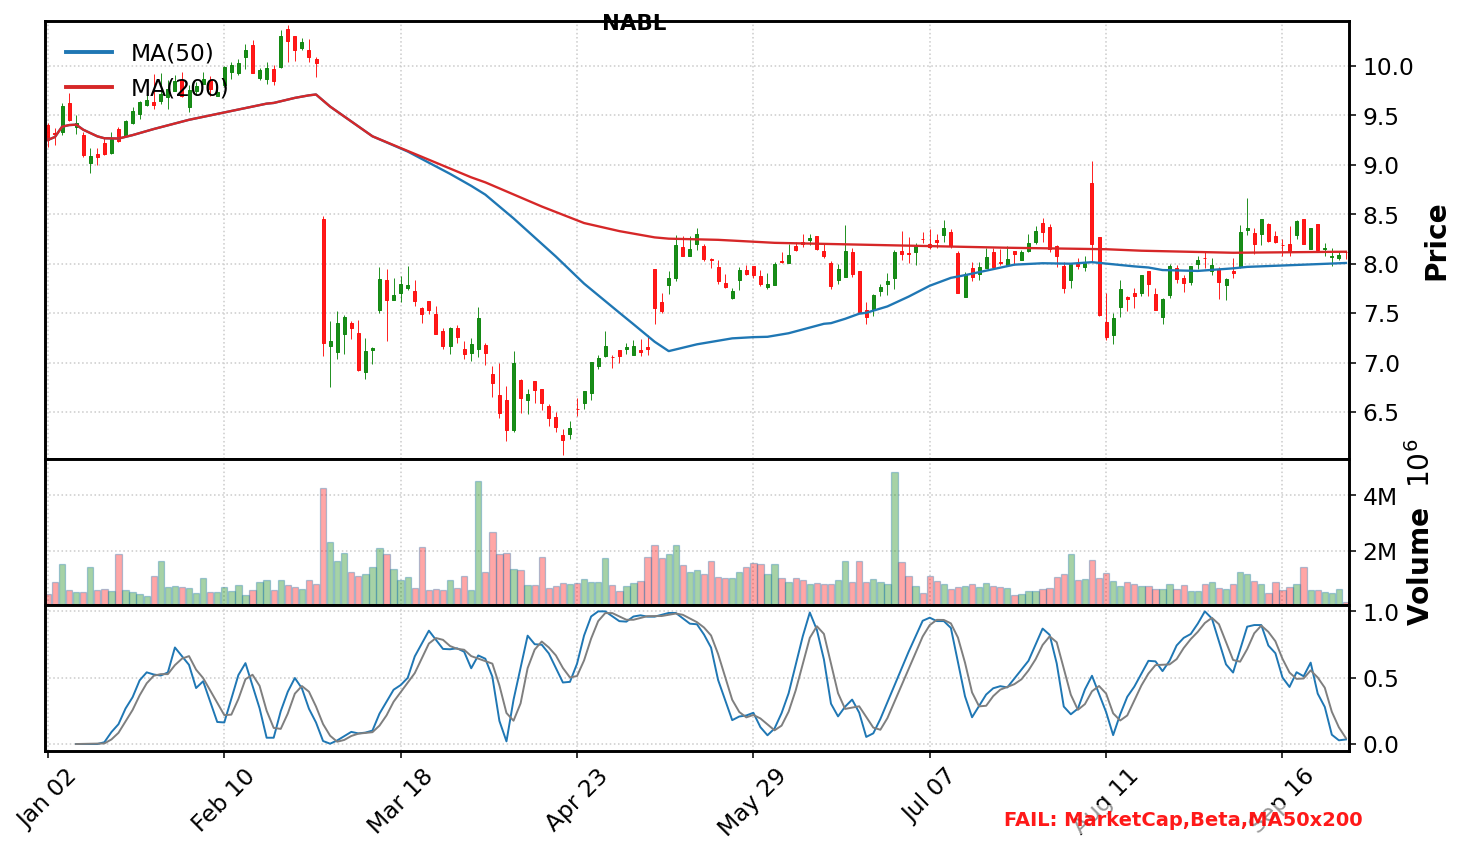 NABL
MA(50)
MA(200)
10.0
9.5
9.0
8.5
8.0
7.5
7.0
6.5
Price
4M
2M
Volume 10⁶
1.0
0.5
0.0
Jan 02
Feb 10
Mar 18
Apr 23
May 29
Jul 07
Aug 11
Sep 16
FAIL: MarketCap,Beta,MA50x200